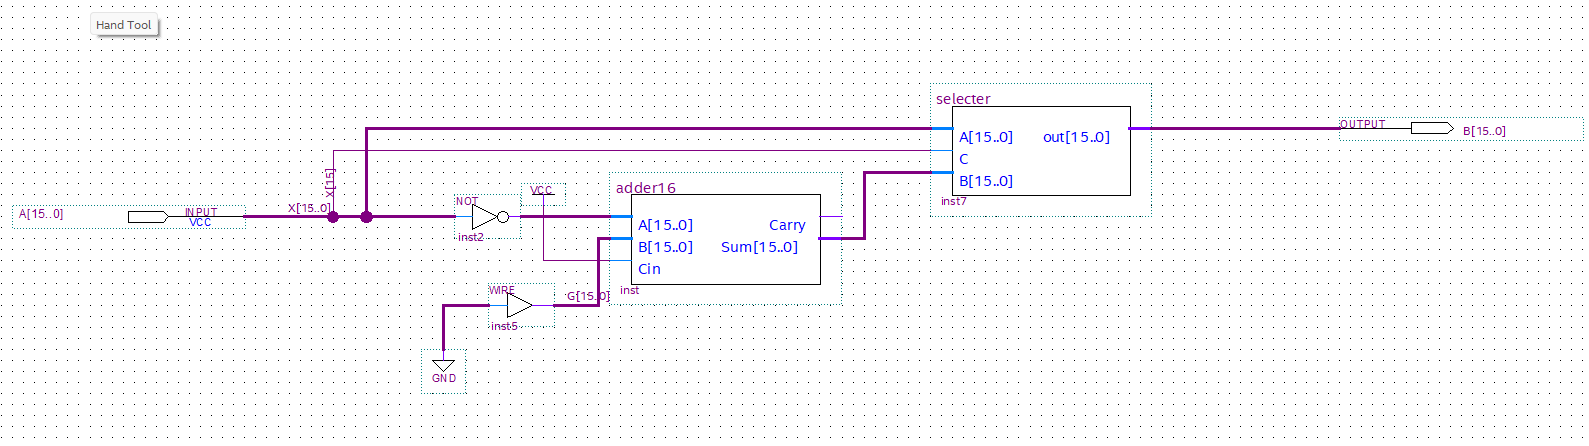 Hand Tool
selecter
A[15..0] out[15..0]
C
B[15..0]
inst7
OUTPUT
B[15..0]
A[15..0]
INPUT
VCC
X[15..0]
X[15]
NOT
inst2
VCC
adder16
A[15..0] Carry
B[15..0] Sum[15..0]
Cin
inst
WIRE
inst5
G[15..0]
GND